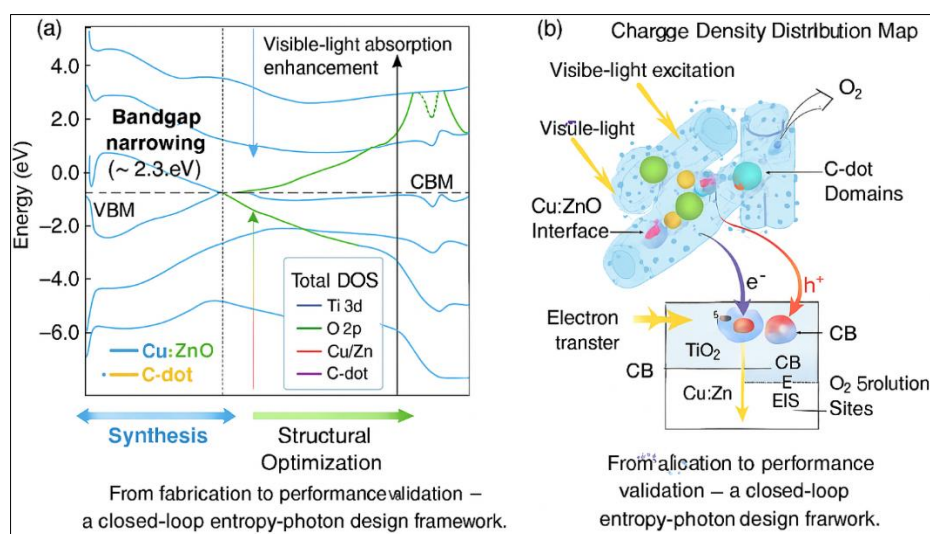 (a)
Visible-light absorption
enhancement
Bandgap
narrowing
(~ 2.3.eV)
VBM
CBM
Energy (eV)
4.0
2.0
0.0
−2.0
−4.0
−6.0
Total DOS
Ti 3d
O 2p
Cu/Zn
C-dot
Cu:ZnO
C-dot
Synthesis
Structural
Optimization
From fabrication to performance validation –
a closed-loop entropy-photon design framework.
(b)
Chargge Density Distribution Map
Visibe-light excitation
Visüle-light
O2
C-dot
Domains
Cu:ZnO
Interface
e-
h+
Electron
transter
TiO2
CB
CB
CB
Cu:Zn
E
EIS
O2 5rolution
Sites
From alication to performance
validation – a closed-loop
entropy-photon design frarwork.